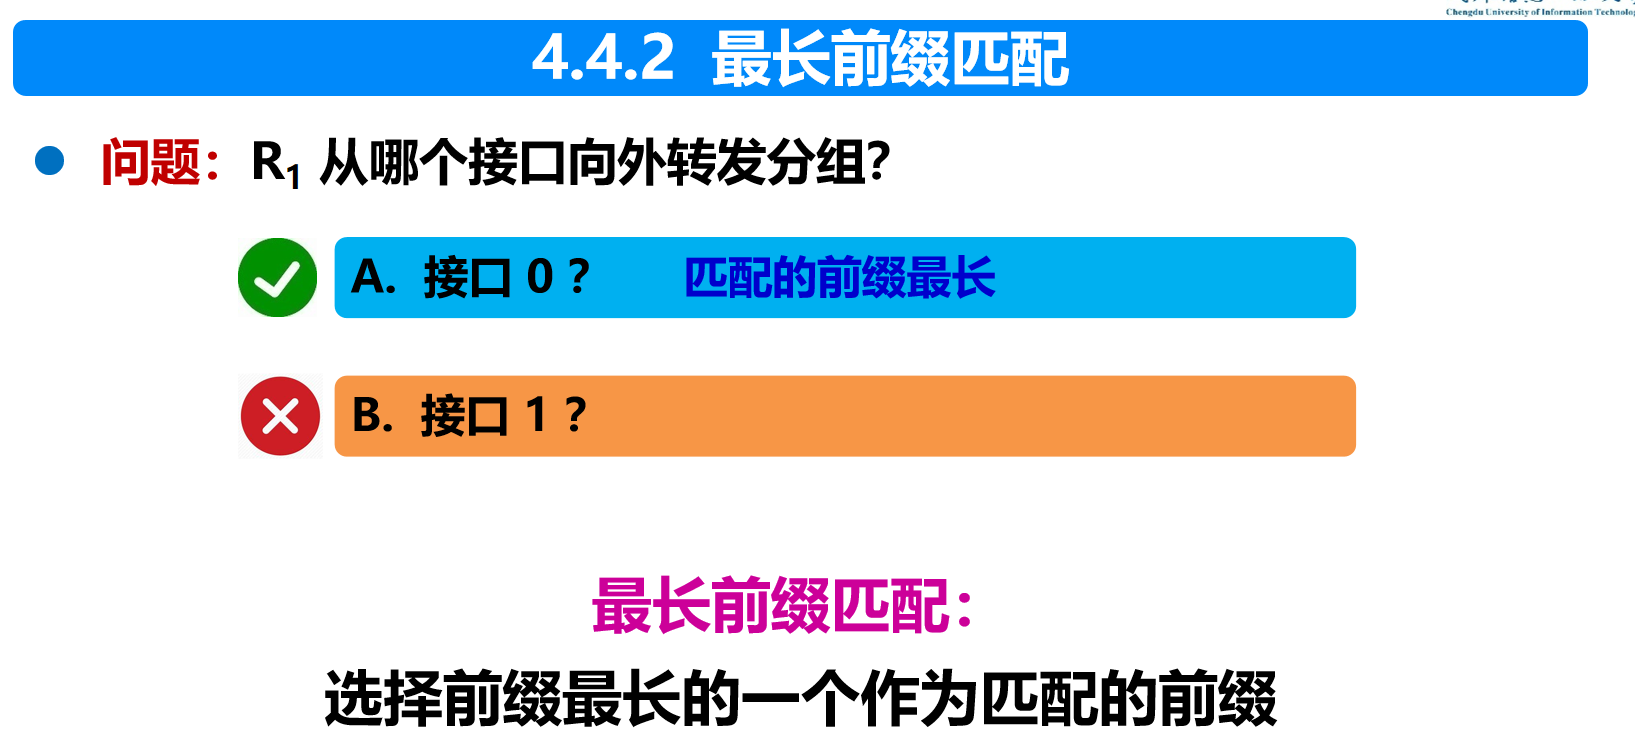 Chengdu University of Information Technolo
4.4.2 最长前缀匹配
● 问题：R₁ 从哪个接口向外转发分组？
A. 接口 0 ？ 匹配的前缀最长
B. 接口 1 ？
最长前缀匹配：
选择前缀最长的一个作为匹配的前缀